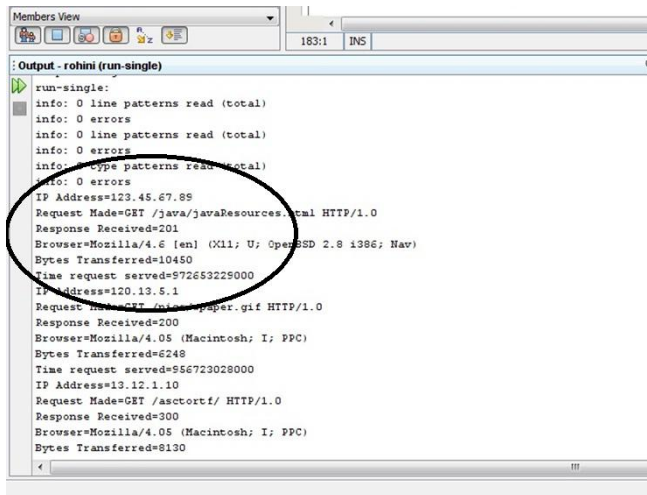 Members View
183:1 INS
Output - rohini (run-single)
run-single:
info: 0 line patterns read (total)
info: 0 errors
info: 0 line patterns read (total)
info: 0 errors
info: 0 type patterns read (total)
info: 0 errors
IP Address=123.45.67.89
Request Made=GET /java/javaResources.html HTTP/1.0
Response Received=201
Browser=Mozilla/4.6 [en] (X11; U; OpenBSD 2.8 i386; Nav)
Bytes Transferred=10450
Time request served=972653229000
IP Address=120.13.5.1
Request Made=GET HTTP/1.0
Response Received=200
Browser=Mozilla/4.05 (Macintosh; I; PPC)
Bytes Transferred=6248
Time request served=956723028000
IP Address=13.12.1.10
Request Made=GET /asctortf/ HTTP/1.0
Response Received=300
Browser=Mozilla/4.05 (Macintosh; I; PPC)
Bytes Transferred=8130